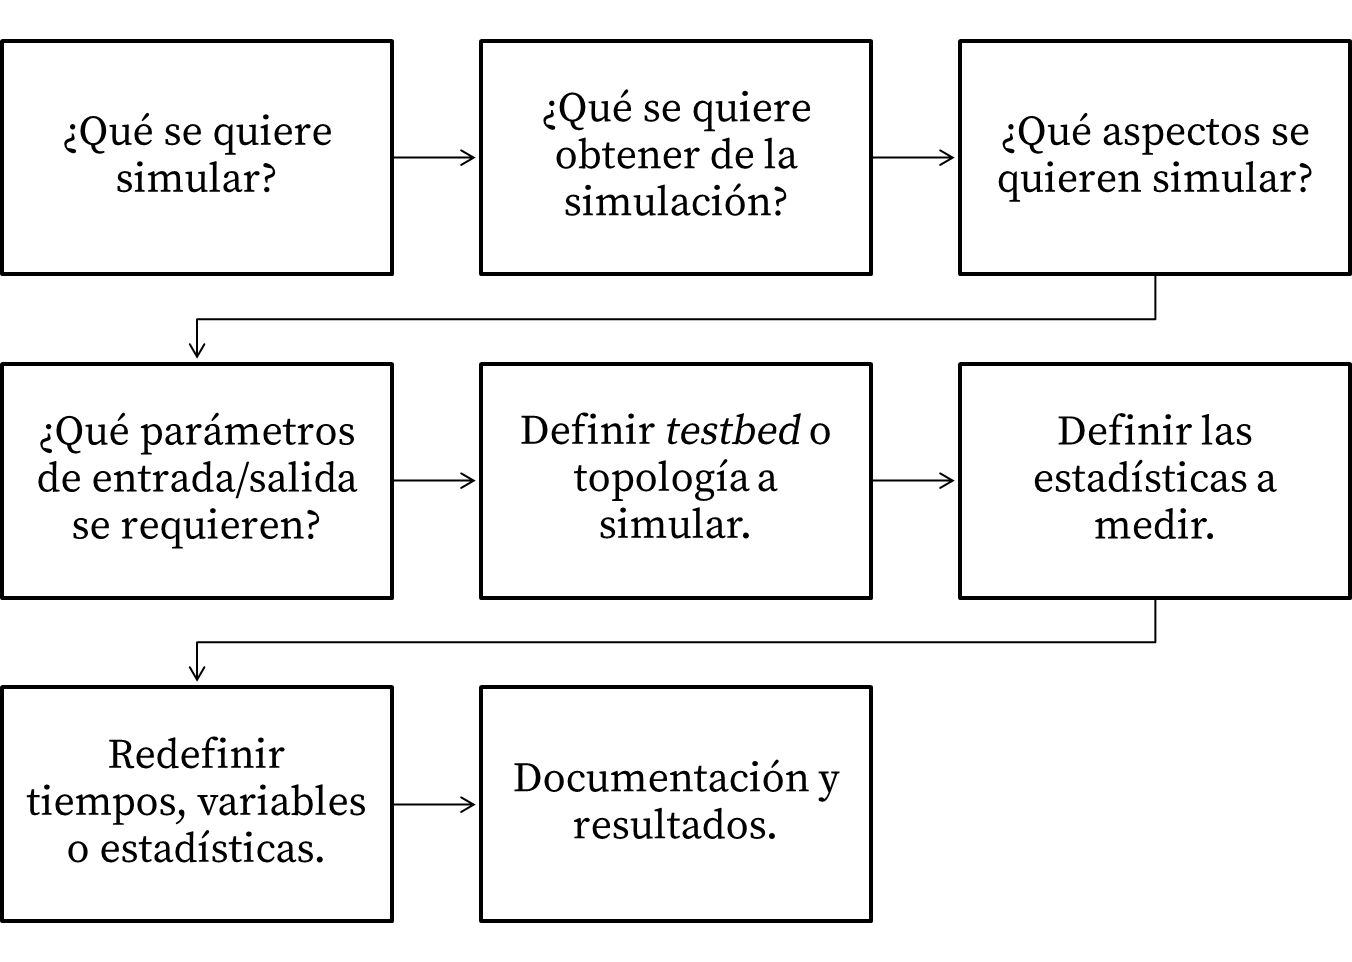 ¿Qué se quiere
simular?
¿Qué se quiere
obtener de la
simulación?
¿Qué aspectos se
quieren simular?
¿Qué parámetros
de entrada/salida
se requieren?
Definir testbed o
topología a
simular.
Definir las
estadísticas a
medir.
Redefinir
tiempos, variables
o estadísticas.
Documentación y
resultados.